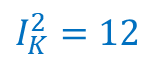 $I_K^2 = 12$